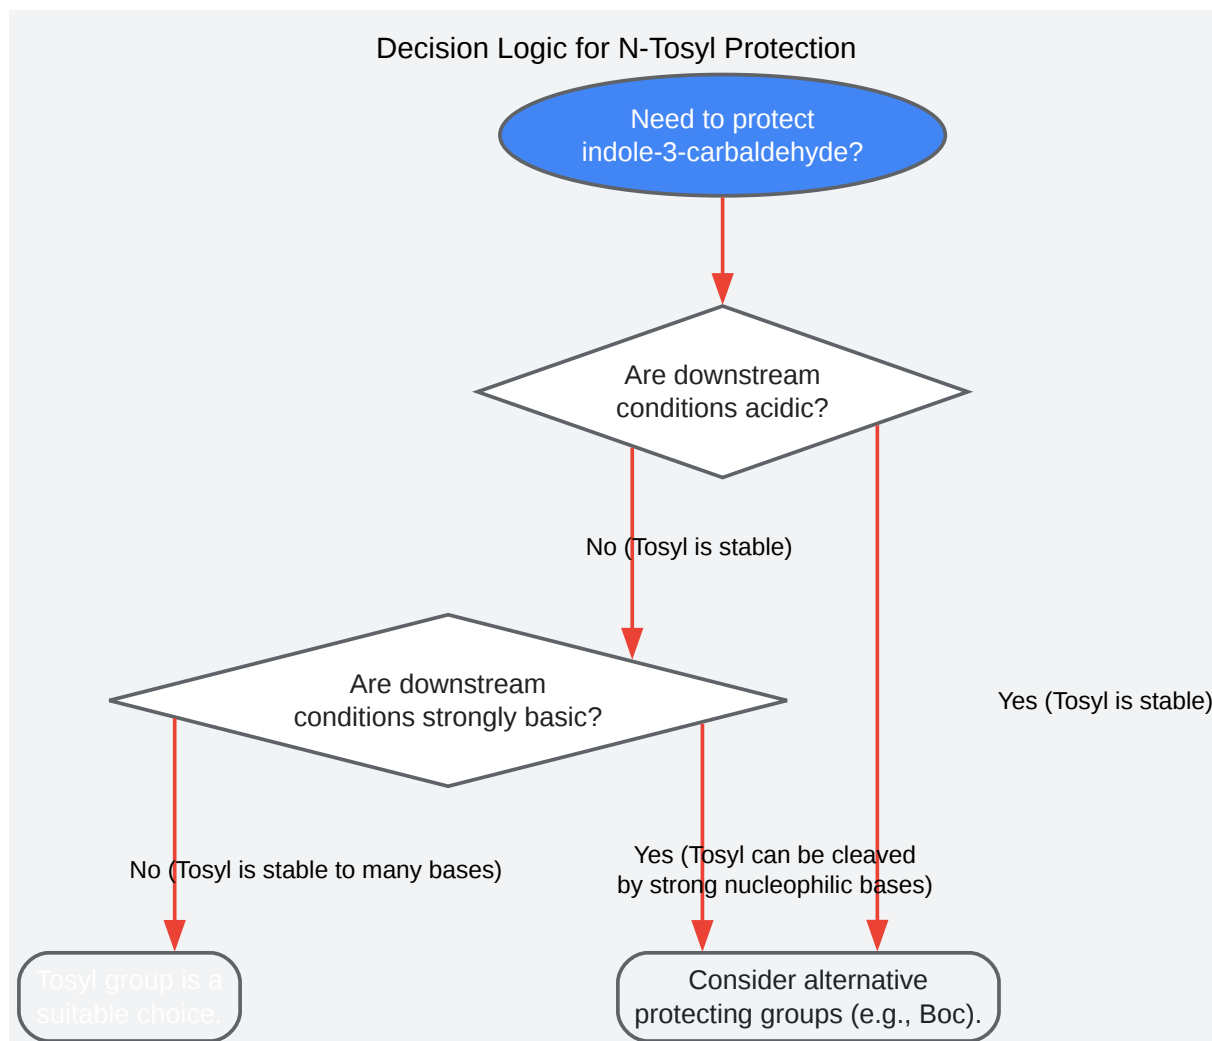 Decision Logic for N-Tosyl Protection
Need to protect
indole-3-carbaldehyde?
Are downstream
conditions acidic?
No (Tosyl is stable)
Are downstream
conditions strongly basic?
Yes (Tosyl is stable)
No (Tosyl is stable to many bases)
Yes (Tosyl can be cleaved
by strong nucleophilic bases)
Tosyl group is a
suitable choice.
Consider alternative
protecting groups (e.g., Boc).